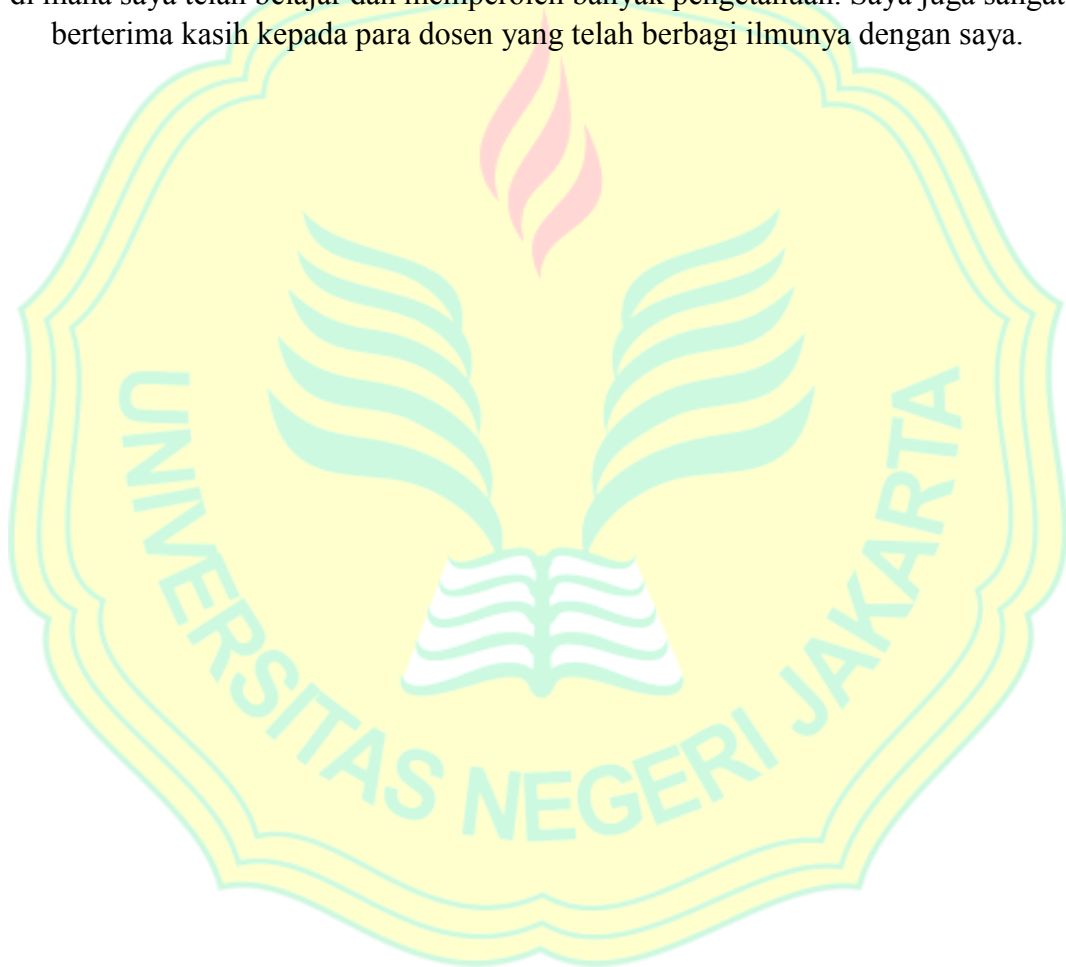 di mana saya telah belajar dan memperoleh banyak pengetahuan. Saya juga sangat
berterima kasih kepada para dosen yang telah berbagi ilmunya dengan saya.
UNIVERSITAS NEGERI JAKARTA